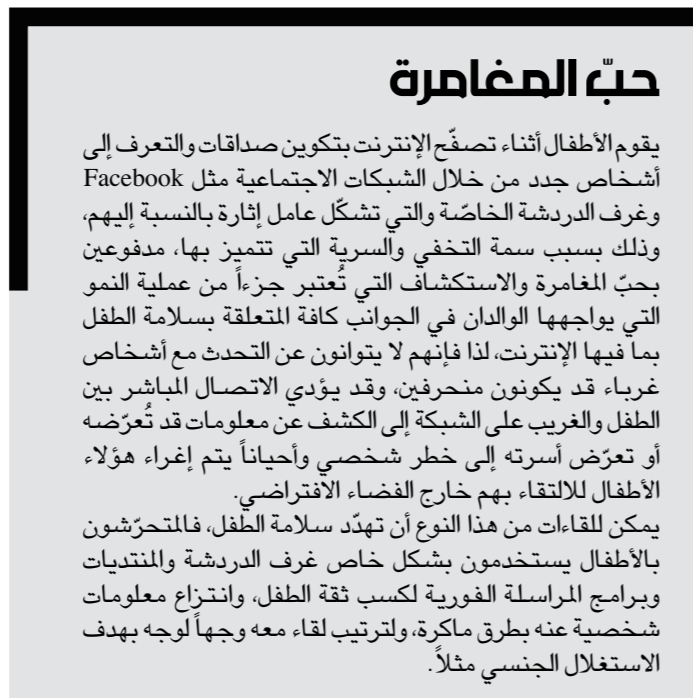 حبّ المغامرة
يقوم الأطفال أثناء تصفّح الإنترنت بتكوين صداقات والتعرف إلى
أشخاص جدد من خلال الشبكات الاجتماعية مثل Facebook
وغرف الدردشة الخاصّة والتي تشكّل عامل إثارة بالنسبة إليهم،
وذلك بسبب سمة التخفي والسرية التي تتميز بها، مدفوعين
بحبّ المغامرة والاستكشاف التي تُعتبر جزءاً من عملية النمو
التي يواجهها الوالدان في الجوانب كافة المتعلقة بسلامة الطفل
بما فيها الإنترنت، لذا فإنهم لا يتوانون عن التحدث مع أشخاص
غرباء قد يكونون منحرفين، وقد يؤدي الاتصال المباشر بين
الطفل والغريب على الشبكة إلى الكشف عن معلومات قد تُعرّضه
أو تعرّض أسرته إلى خطر شخصي وأحياناً يتم إغراء هؤلاء
الأطفال للالتقاء بهم خارج الفضاء الافتراضي.
يمكن للقاءات من هذا النوع أن تهدّد سلامة الطفل، فالمتحرّشون
بالأطفال يستخدمون بشكل خاص غرف الدردشة والمنتديات
وبرامج المراسلة الفورية لكسب ثقة الطفل، وانتزاع معلومات
شخصية عنه بطرق ماكرة، ولترتيب لقاء معه وجهاً لوجه بهدف
الاستغلال الجنسي مثلاً.